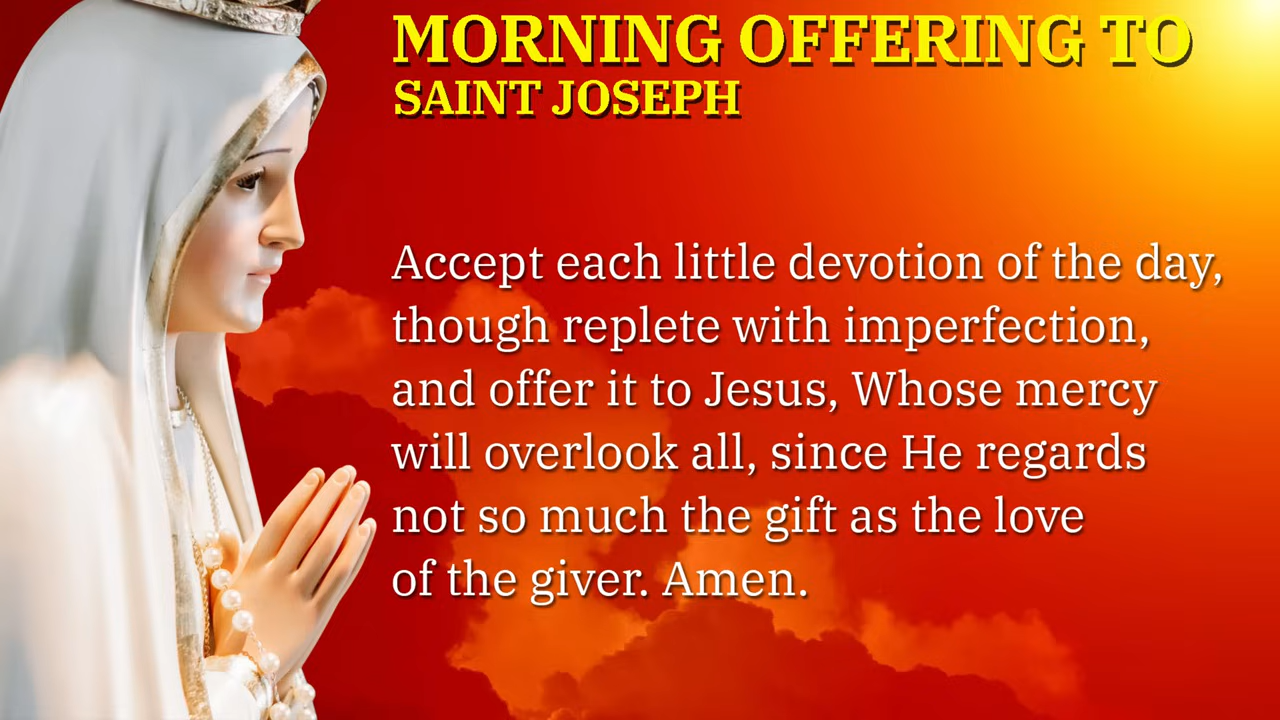 MORNING OFFERING TO
SAINT JOSEPH
Accept each little devotion of the day,
though replete with imperfection,
and offer it to Jesus, Whose mercy
will overlook all, since He regards
not so much the gift as the love
of the giver. Amen.